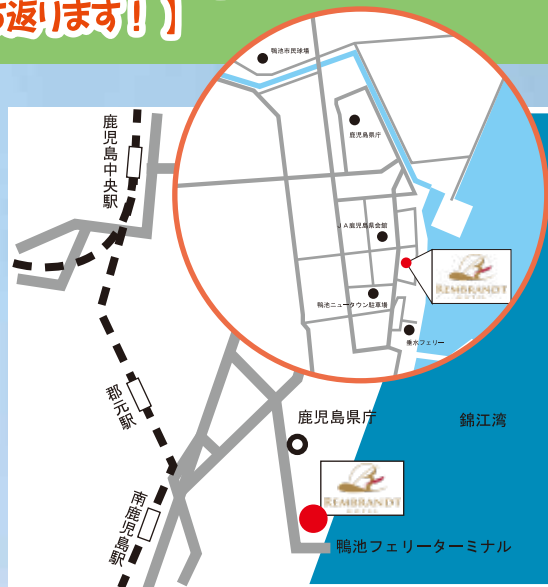 ち返ります！】
鴨池市民球場
鹿児島県庁
JA鹿児島県会館
REMBRANDT
鴨池ニュータウン駐車場
垂水フェリー
鹿児島中央駅
郡元駅
鹿児島県庁
錦江湾
REMBRANDT
南鹿児島駅
鴨池フェリーターミナル